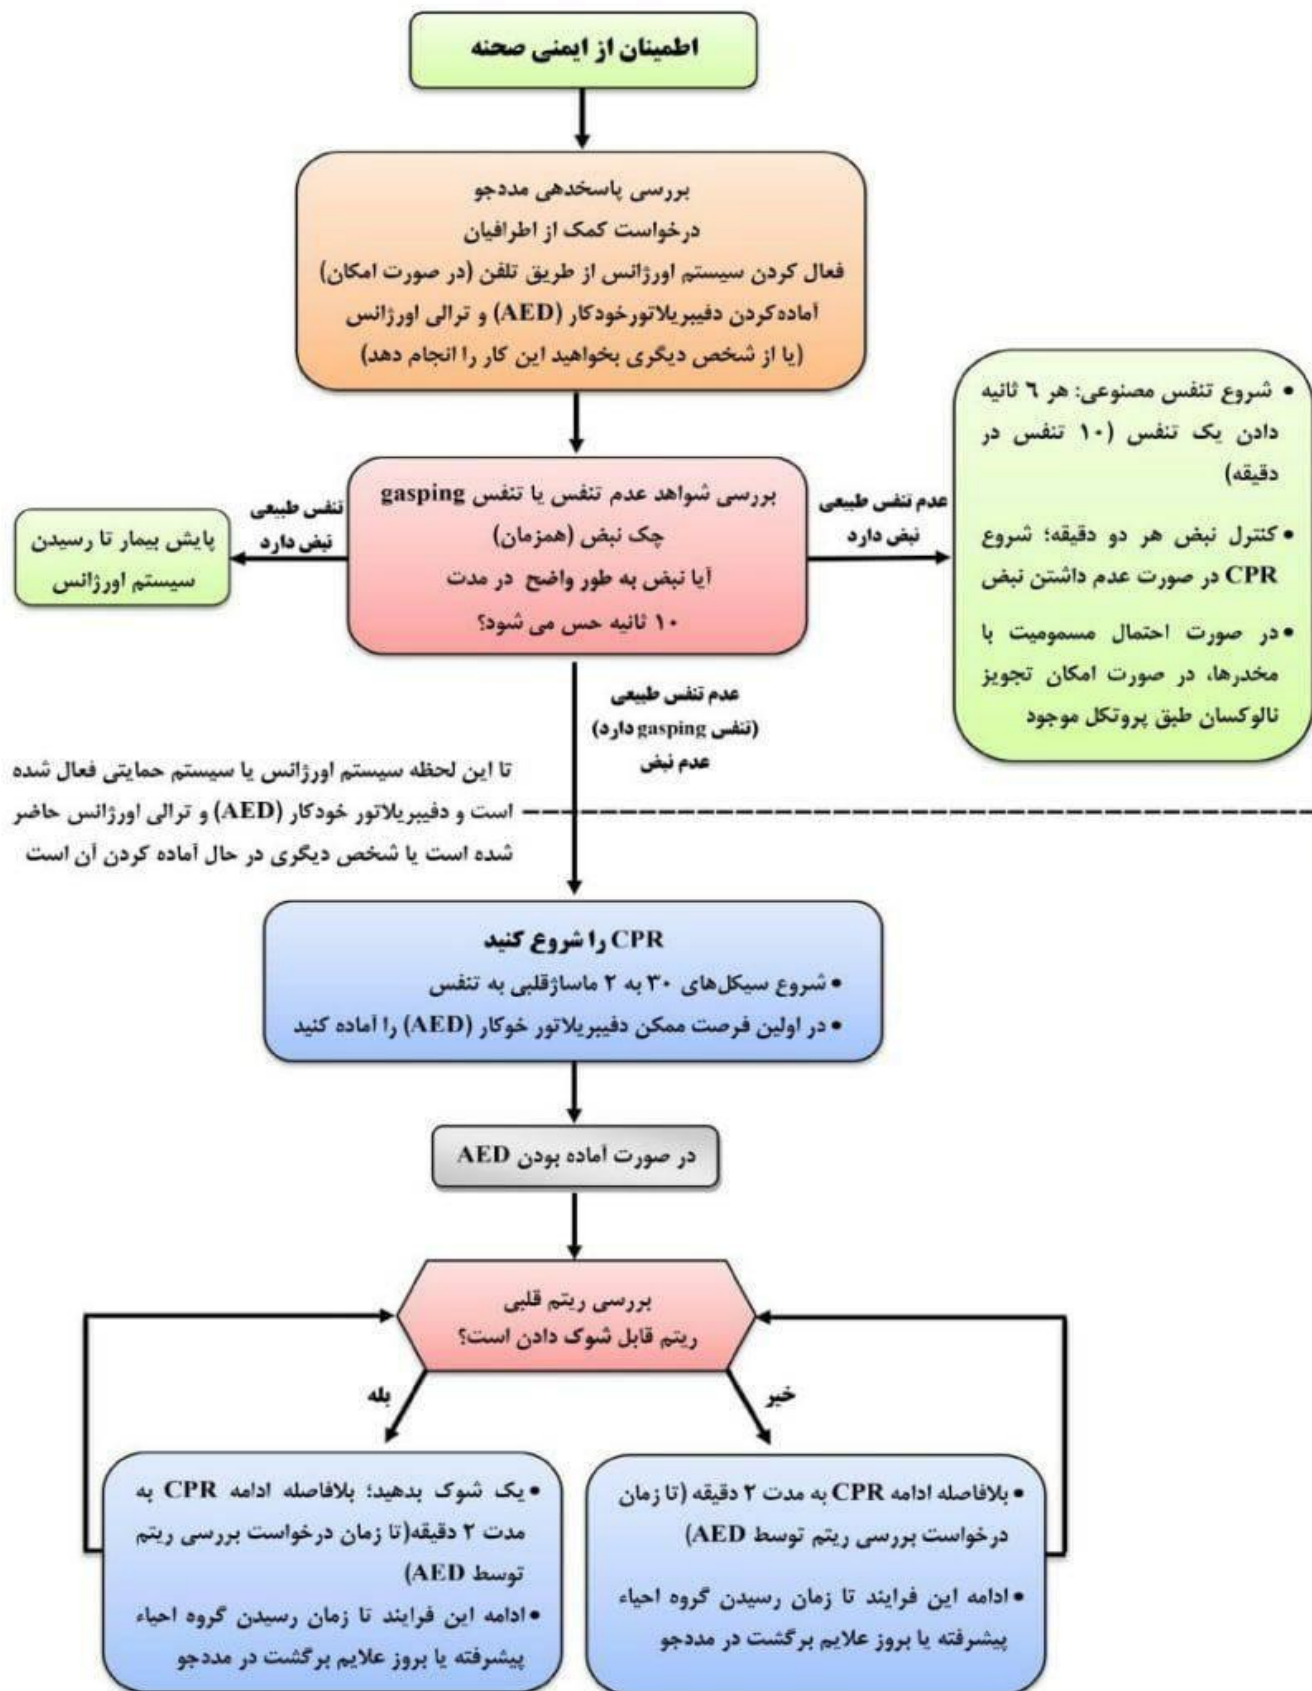 اطمینان از ایمنی صحنه
بررسی پاسخدهی مددجو
درخواست کمک از اطرافیان
فعال کردن سیستم اورژانس از طریق تلفن (در صورت امکان)
آماده‌کردن دفیبریلاتورخودکار (AED) و ترالی اورژانس
(یا از شخص دیگری بخواهید این کار را انجام دهد)
• شروع تنفس مصنوعی: هر ٦ ثانیه
دادن یک تنفس (۱۰ تنفس در
دقیقه)
• کنترل نبض هر دو دقیقه؛ شروع
CPR در صورت عدم داشتن نبض
• در صورت احتمال مسمومیت با
مخدرها، در صورت امکان تجویز
نالوکسان طبق پروتکل موجود
عدم تنفس طبیعی
نبض دارد
بررسی شواهد عدم تنفس یا تنفس gasping
چک نبض (همزمان)
آیا نبض به طور واضح در مدت
۱۰ ثانیه حس می شود؟
تنفس طبیعی
نبض دارد
پایش بیمار تا رسیدن
سیستم اورژانس
عدم تنفس طبیعی
(تنفس gasping دارد)
عدم نبض
تا این لحظه سیستم اورژانس یا سیستم حمایتی فعال شده
است و دفیبریلاتور خودکار (AED) و ترالی اورژانس حاضر
شده است یا شخص دیگری در حال آماده کردن آن است
CPR را شروع کنید
• شروع سیکل‌های ۳۰ به ۲ ماساژقلبی به تنفس
• در اولین فرصت ممکن دفیبریلاتور خوکار (AED) را آماده کنید
در صورت آماده بودن AED
بررسی ریتم قلبی
ریتم قابل شوک دادن است؟
خیر
بله
• بلافاصله ادامه CPR به مدت ۲ دقیقه (تا زمان
درخواست بررسی ریتم توسط AED)
• ادامه این فرایند تا زمان رسیدن گروه احیاء
پیشرفته یا بروز علایم برگشت در مددجو
• یک شوک بدهید؛ بلافاصله ادامه CPR به
مدت ۲ دقیقه(تا زمان درخواست بررسی ریتم
توسط AED)
• ادامه این فرایند تا زمان رسیدن گروه احیاء
پیشرفته یا بروز علایم برگشت در مددجو